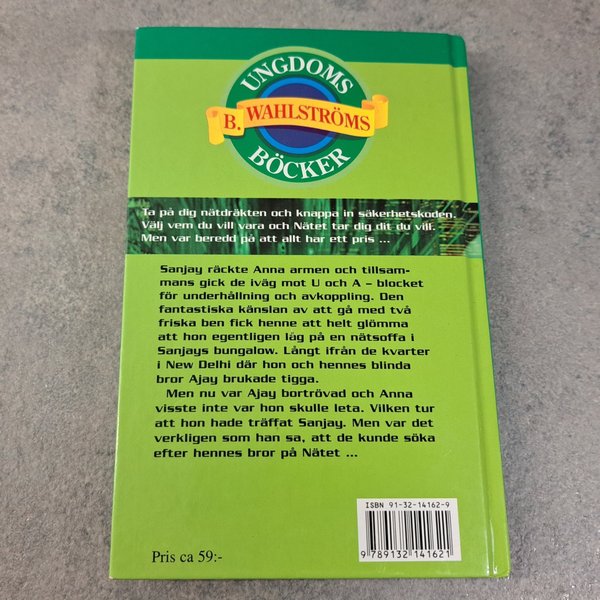 UNGDOMS
B. WAHLSTRÖMS
BÖCKER
Ta på dig nätdräkten och knappa in säkerhetskoden.
Välj vem du vill vara och Nätet tar dig dit du vill.
Men var beredd på att allt har ett pris ...
Sanjay räckte Anna armen och tillsam-
mans gick de iväg mot U och A – blocket
för underhållning och avkoppling. Den
fantastiska känslan av att gå med två
friska ben fick henne att helt glömma
att hon egentligen låg på en nätsoffa i
Sanjays bungalow. Långt ifrån de kvarter
i New Delhi där hon och hennes blinda
bror Ajay brukade tigga.
Men nu var Ajay bortrövad och Anna
visste inte var hon skulle leta. Vilken tur
att hon hade träffat Sanjay. Men var det
verkligen som han sa, att de kunde söka
efter hennes bror på Nätet ...
ISBN 91-32-14162-9
9 789132 141621
Pris ca 59:-